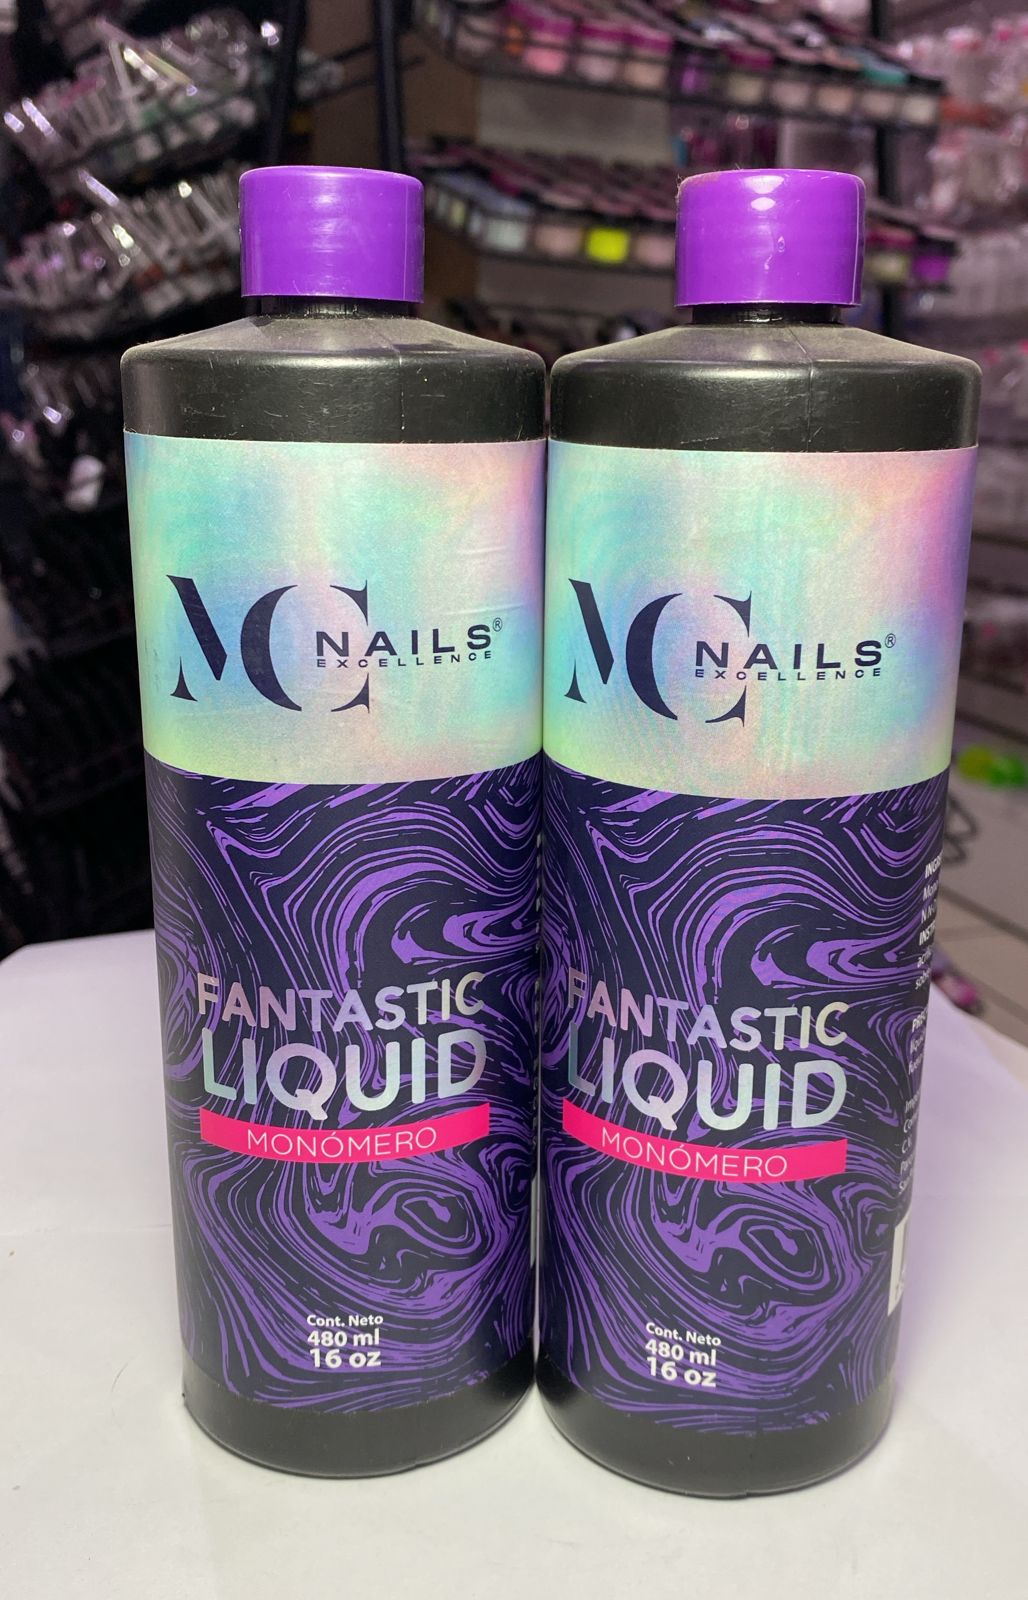 MC NAILS®
EXCELLENCE
FANTASTIC
LIQUID
MONÓMERO
Cont. Neto
480 ml
16 oz
MC NAILS®
EXCELLENCE
FANTASTIC
LIQUID
MONÓMERO
Cont. Neto
480 ml
16 oz